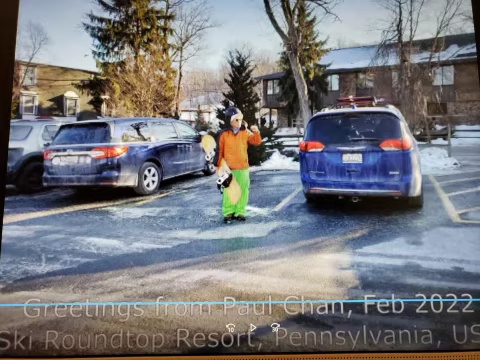 Greetings from Paul Chan, Feb 2022
Ski Roundtop Resort, Pennsylvania, US